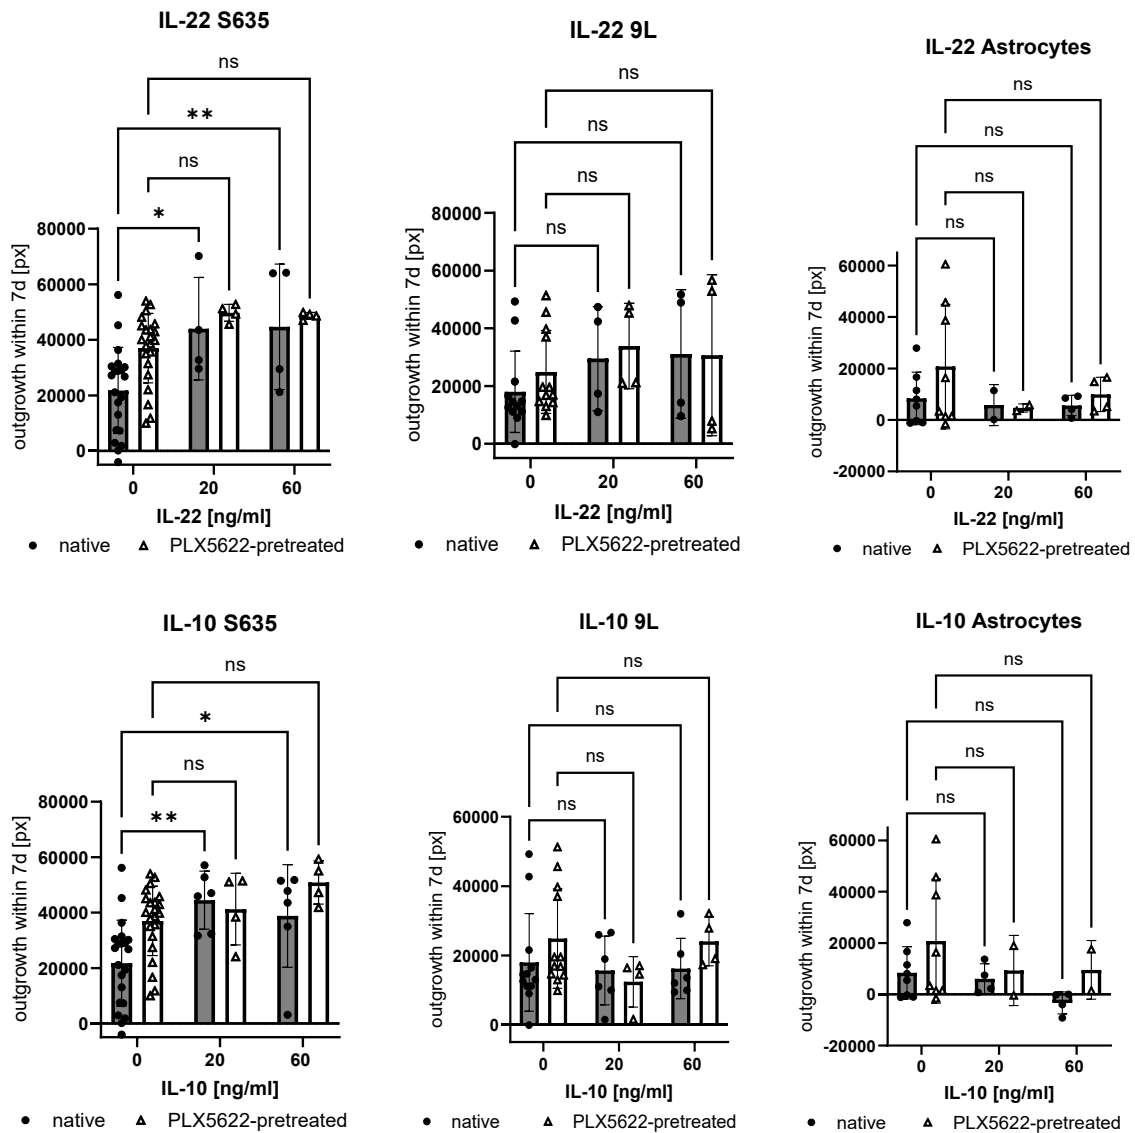 IL-22 S635
ns
**
ns
*
80000
60000
40000
20000
0
outgrowth within 7d [px]
0 20 60
IL-22 [ng/ml]
native PLX5622-pretreated
IL-22 9L
ns
ns
ns
ns
80000
60000
40000
20000
0
outgrowth within 7d [px]
0 20 60
IL-22 [ng/ml]
native PLX5622-pretreated
IL-22 Astrocytes
ns
ns
ns
ns
60000
40000
20000
0
-20000
outgrowth within 7d [px]
0 20 60
IL-22 [ng/ml]
native PLX5622-pretreated
IL-10 S635
ns
*
ns
**
80000
60000
40000
20000
0
outgrowth within 7d [px]
0 20 60
IL-10 [ng/ml]
native PLX5622-pretreated
IL-10 9L
ns
ns
ns
ns
60000
40000
20000
0
outgrowth within 7d [px]
0 20 60
IL-10 [ng/ml]
native PLX5622-pretreated
IL-10 Astrocytes
ns
ns
ns
ns
60000
40000
20000
0
-20000
outgrowth within 7d [px]
0 20 60
IL-10 [ng/ml]
native PLX5622-pretreated